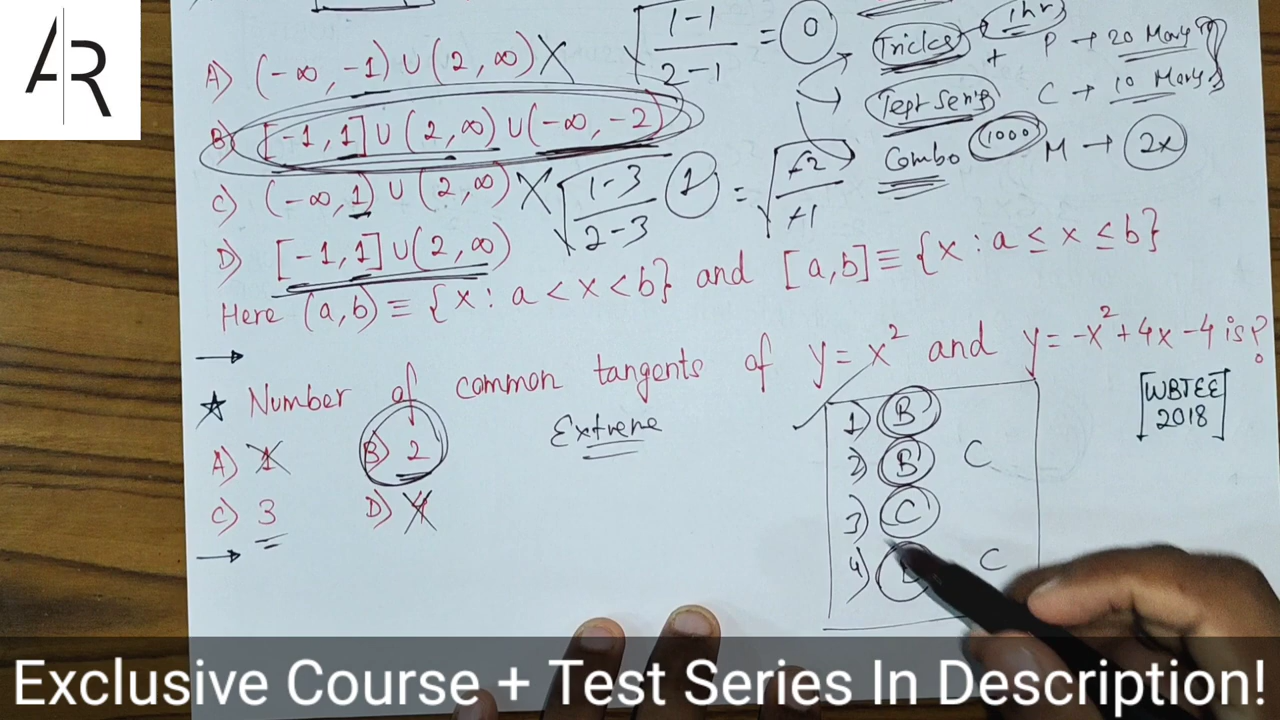 AR
A) (-∞, -1) ∪ (2, ∞) X
√(1-1)/(2-1) = 0
Tricks 1hr
+
P → 20 Marks
B) [-1, 1] ∪ (2, ∞) ∪ (-∞, -2)
Test Series
C → 10 Marks
C) (-∞, 1) ∪ (2, ∞) X
√(1-3)/(2-3) 1 = √(+2)/(+1)
Combo 1000
M → 2x
D) [-1, 1] ∪ (2, ∞)
Here (a,b) ≡ {x : a < x < b} and [a,b] ≡ {x : a ≤ x ≤ b}
→
★ Number of common tangents of y = x² and y = -x² + 4x - 4 is?
[WBJEE 2018]
Extreme
A) 1 B) 2
C) 3 D) 4
→
1) B
2) B C
3) C
4) C
Exclusive Course + Test Series In Description!